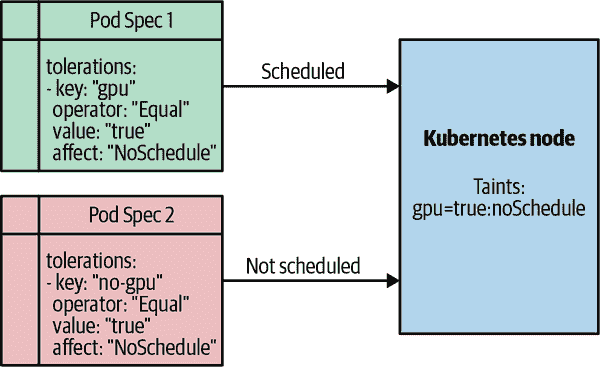 Pod Spec 1
tolerations:
- key: "gpu"
operator: "Equal"
value: "true"
affect: "NoSchedule"
Scheduled
Pod Spec 2
tolerations:
- key: "no-gpu"
operator: "Equal"
value: "true"
affect: "NoSchedule"
Not scheduled
Kubernetes node
Taints:
gpu=true:noSchedule